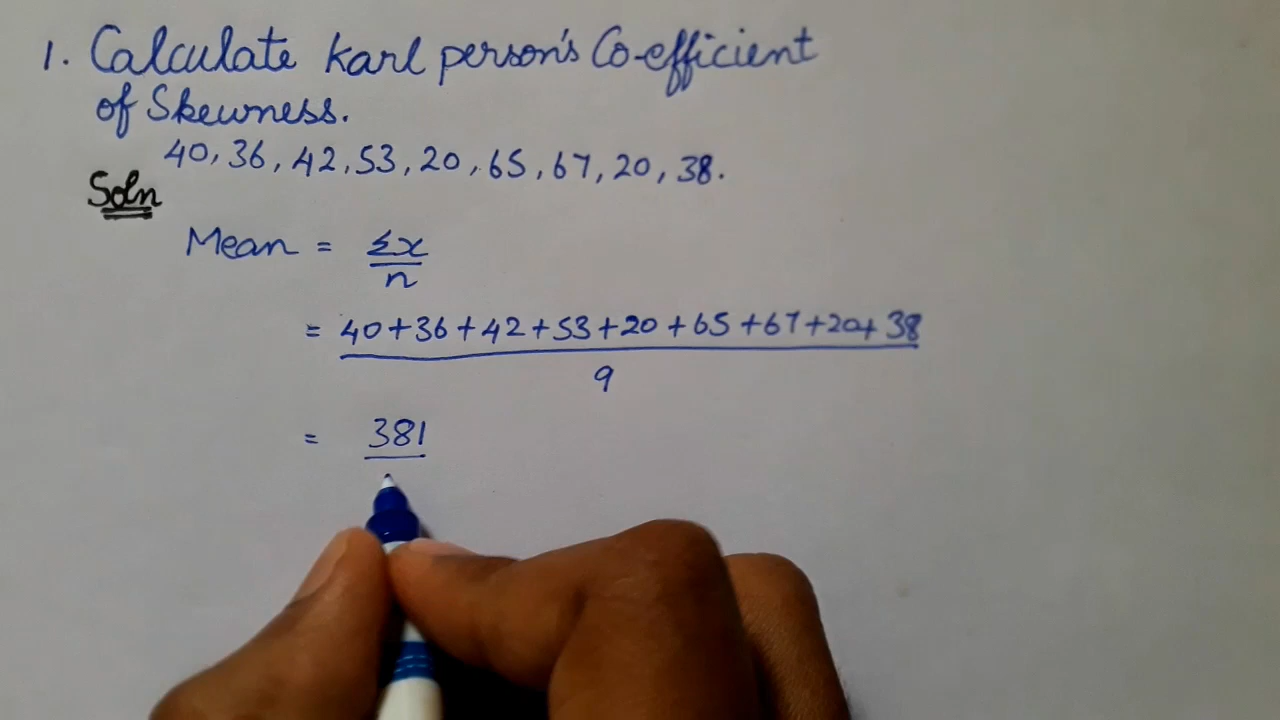 1. Calculate Karl person's Co-efficient
of Skewness.
40, 36, 42, 53, 20, 65, 67, 20, 38.
Soln
Mean = Σx
n
= 40+36+42+53+20+65+67+20+38
9
= 381